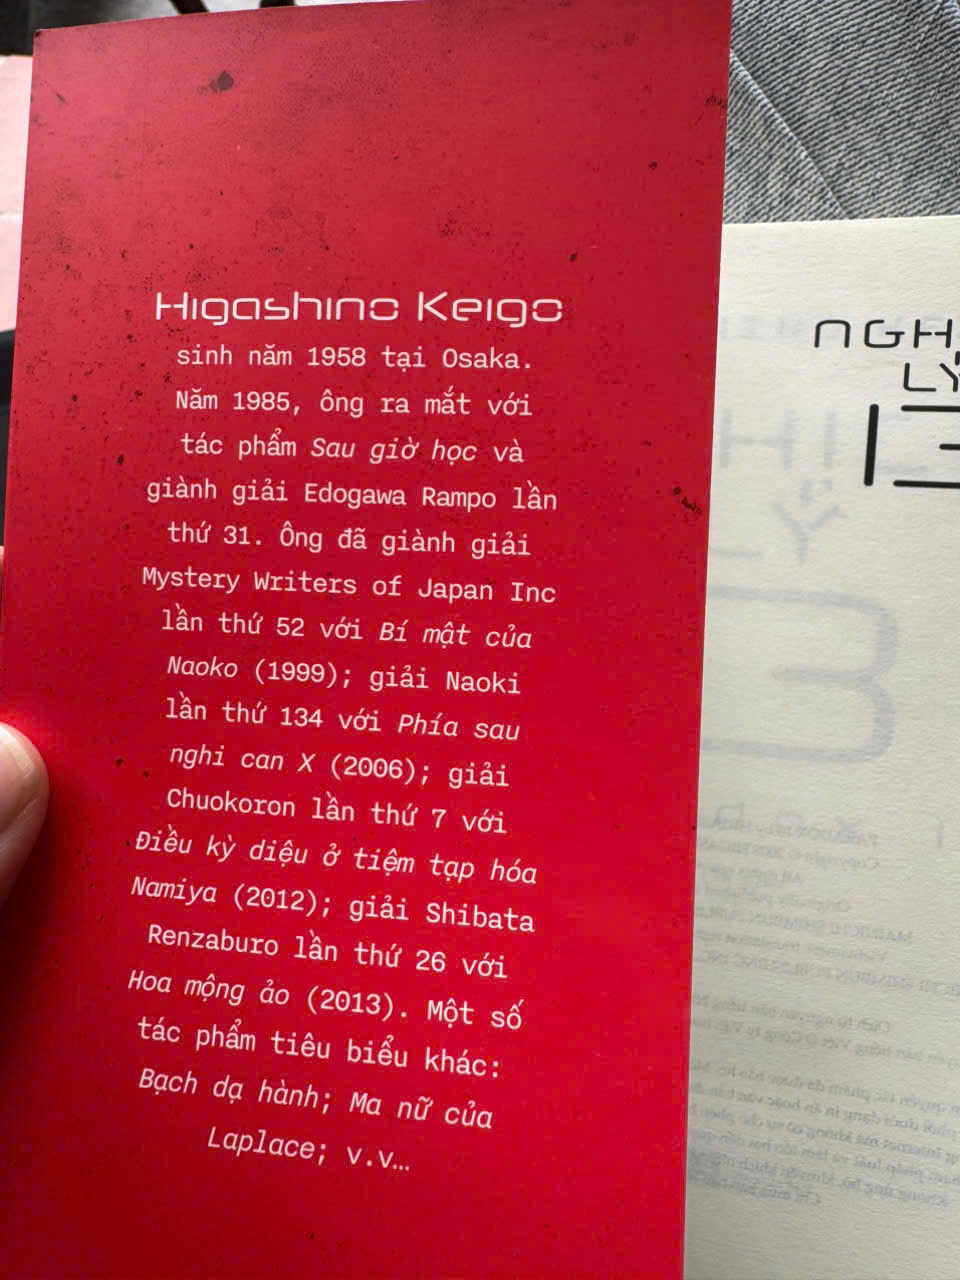 Higashino Keigo
sinh năm 1958 tại Osaka.
Năm 1985, ông ra mắt với
tác phẩm Sau giờ học và
giành giải Edogawa Rampo lần
thứ 31. Ông đã giành giải
Mystery Writers of Japan Inc
lần thứ 52 với Bí mật của
Naoko (1999); giải Naoki
lần thứ 134 với Phía sau
nghi can X (2006); giải
Chuokoron lần thứ 7 với
Điều kỳ diệu ở tiệm tạp hóa
Namiya (2012); giải Shibata
Renzaburo lần thứ 26 với
Hoa mộng ảo (2013). Một số
tác phẩm tiêu biểu khác:
Bạch dạ hành; Ma nữ của
Laplace; v.v…
NGH
LÝ
13